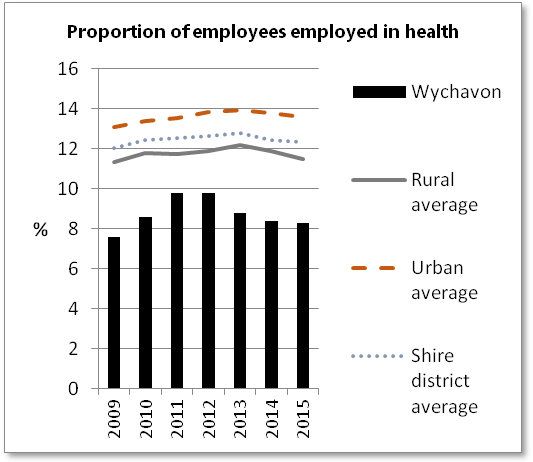 Proportion of employees employed in health
16
14
12
10
8
6
4
2
0
%
2009
2010
2011
2012
2013
2014
2015
Wychavon
Rural
average
Urban
average
Shire
district
average